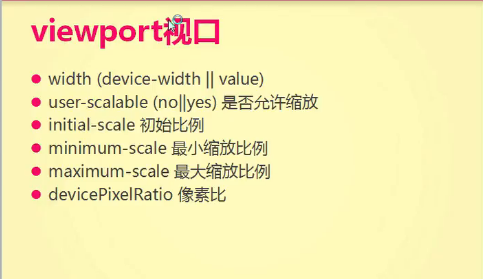 viewport视口
width (device-width || value)
user-scalable (no||yes) 是否允许缩放
initial-scale 初始比例
minimum-scale 最小缩放比例
maximum-scale 最大缩放比例
devicePixelRatio 像素比